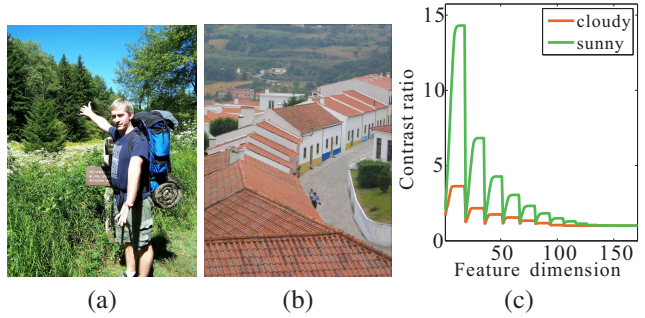 cloudy
sunny
Contrast ratio
15
10
5
0
50 100 150
Feature dimension
(a) (b) (c)